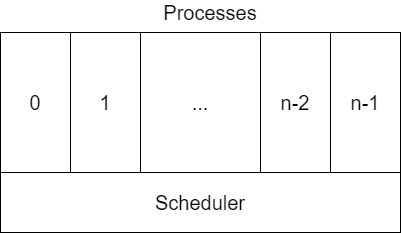 Processes
0 1 ... n-2 n-1
Scheduler